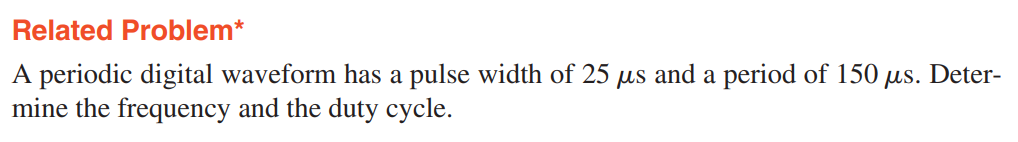 Related Problem*
A periodic digital waveform has a pulse width of 25 μs and a period of 150 μs. Deter-
mine the frequency and the duty cycle.